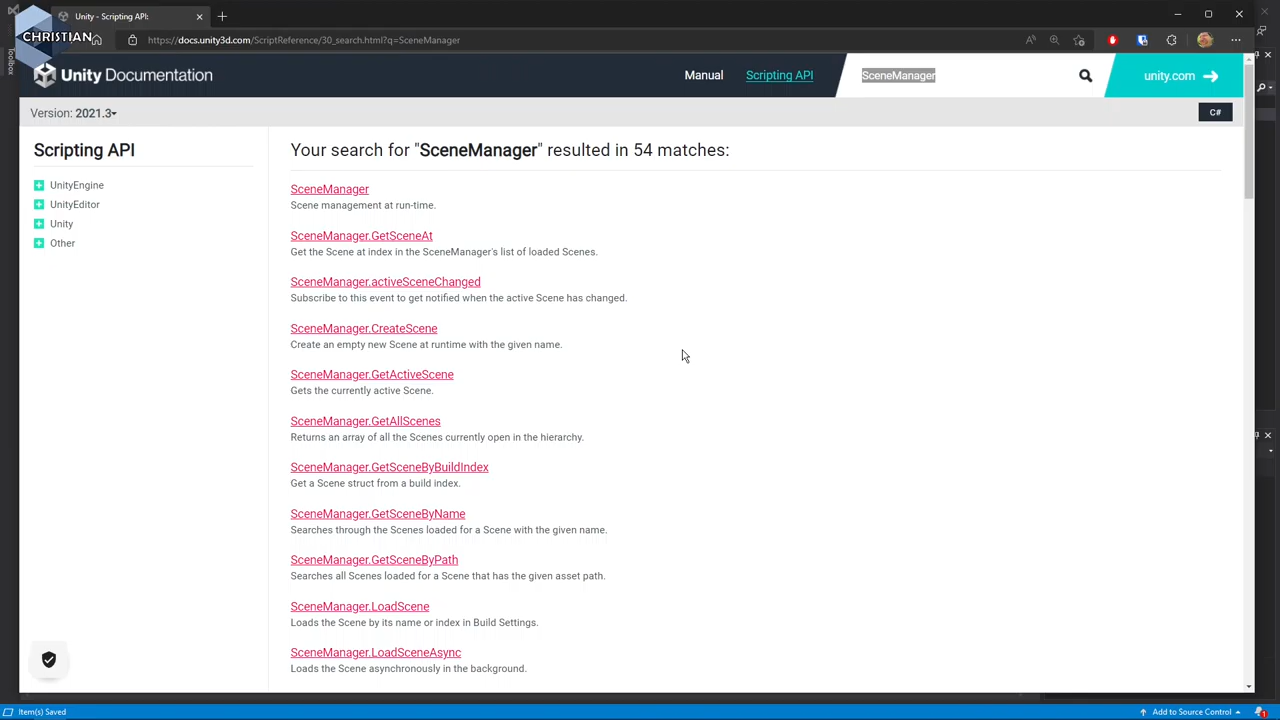 Unity - Scripting API:
CHRISTIAN
https://docs.unity3d.com/ScriptReference/30_search.html?q=SceneManager
Toolbox
Unity Documentation
Manual
Scripting API
SceneManager
unity.com
Version: 2021.3
C#
Scripting API
UnityEngine
UnityEditor
Unity
Other
Your search for "SceneManager" resulted in 54 matches:
SceneManager
Scene management at run-time.
SceneManager.GetSceneAt
Get the Scene at index in the SceneManager's list of loaded Scenes.
SceneManager.activeSceneChanged
Subscribe to this event to get notified when the active Scene has changed.
SceneManager.CreateScene
Create an empty new Scene at runtime with the given name.
SceneManager.GetActiveScene
Gets the currently active Scene.
SceneManager.GetAllScenes
Returns an array of all the Scenes currently open in the hierarchy.
SceneManager.GetSceneByBuildIndex
Get a Scene struct from a build index.
SceneManager.GetSceneByName
Searches through the Scenes loaded for a Scene with the given name.
SceneManager.GetSceneByPath
Searches all Scenes loaded for a Scene that has the given asset path.
SceneManager.LoadScene
Loads the Scene by its name or index in Build Settings.
SceneManager.LoadSceneAsync
Loads the Scene asynchronously in the background.
Item(s) Saved
Add to Source Control
1